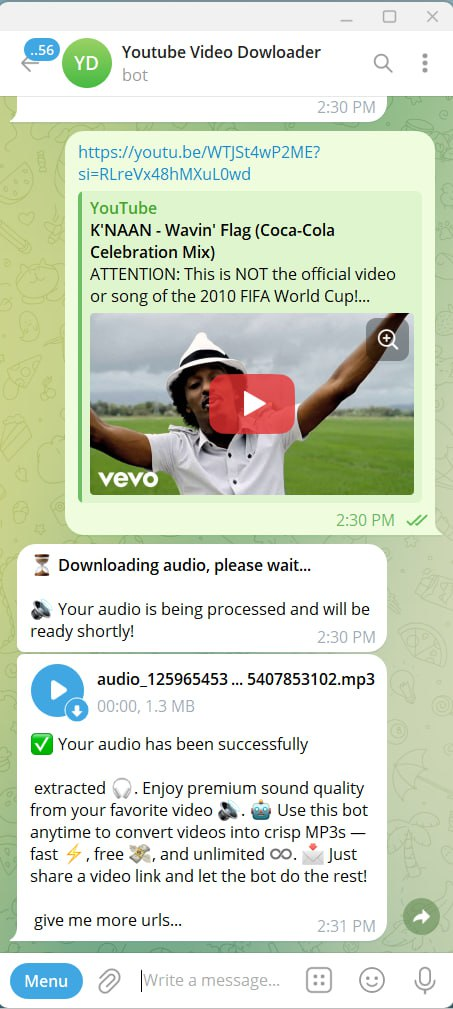 ..56
YD
Youtube Video Dowloader
bot
2:30 PM
https://youtu.be/WTJSt4wP2ME?
si=RLreVx48hMXuL0wd
YouTube
K'NAAN - Wavin' Flag (Coca-Cola
Celebration Mix)
ATTENTION: This is NOT the official video
or song of the 2010 FIFA World Cup!...
vevo
2:30 PM
⏳ Downloading audio, please wait...
🔊 Your audio is being processed and will be
ready shortly!
2:30 PM
audio_125965453 ... 5407853102.mp3
00:00, 1.3 MB
✅ Your audio has been successfully
extracted 🎧. Enjoy premium sound quality
from your favorite video 🔊. 🤖 Use this bot
anytime to convert videos into crisp MP3s —
fast ⚡, free 💸, and unlimited ♾. 📩 Just
share a video link and let the bot do the rest!
give me more urls...
2:31 PM
Menu
Write a message...